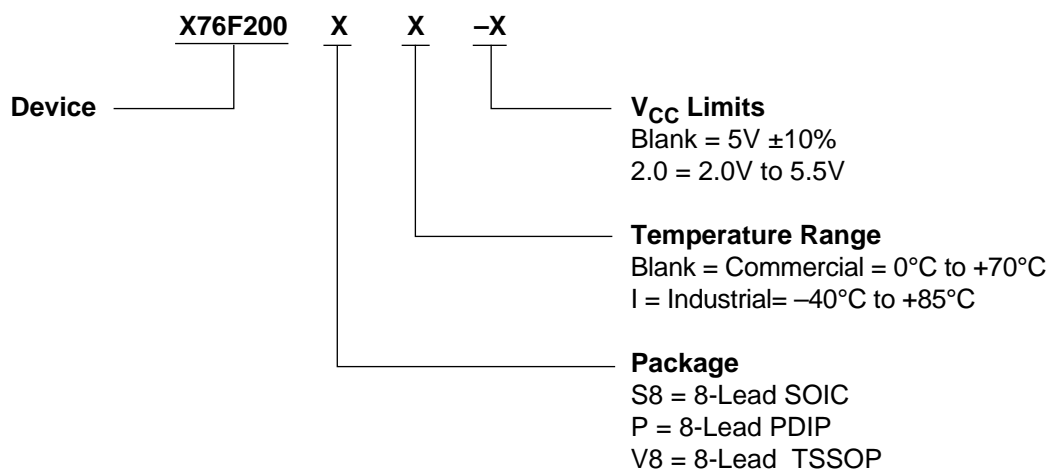 X76F200 X X –X
Device
VCC Limits
Blank = 5V ±10%
2.0 = 2.0V to 5.5V
Temperature Range
Blank = Commercial = 0°C to +70°C
I = Industrial= –40°C to +85°C
Package
S8 = 8-Lead SOIC
P = 8-Lead PDIP
V8 = 8-Lead TSSOP